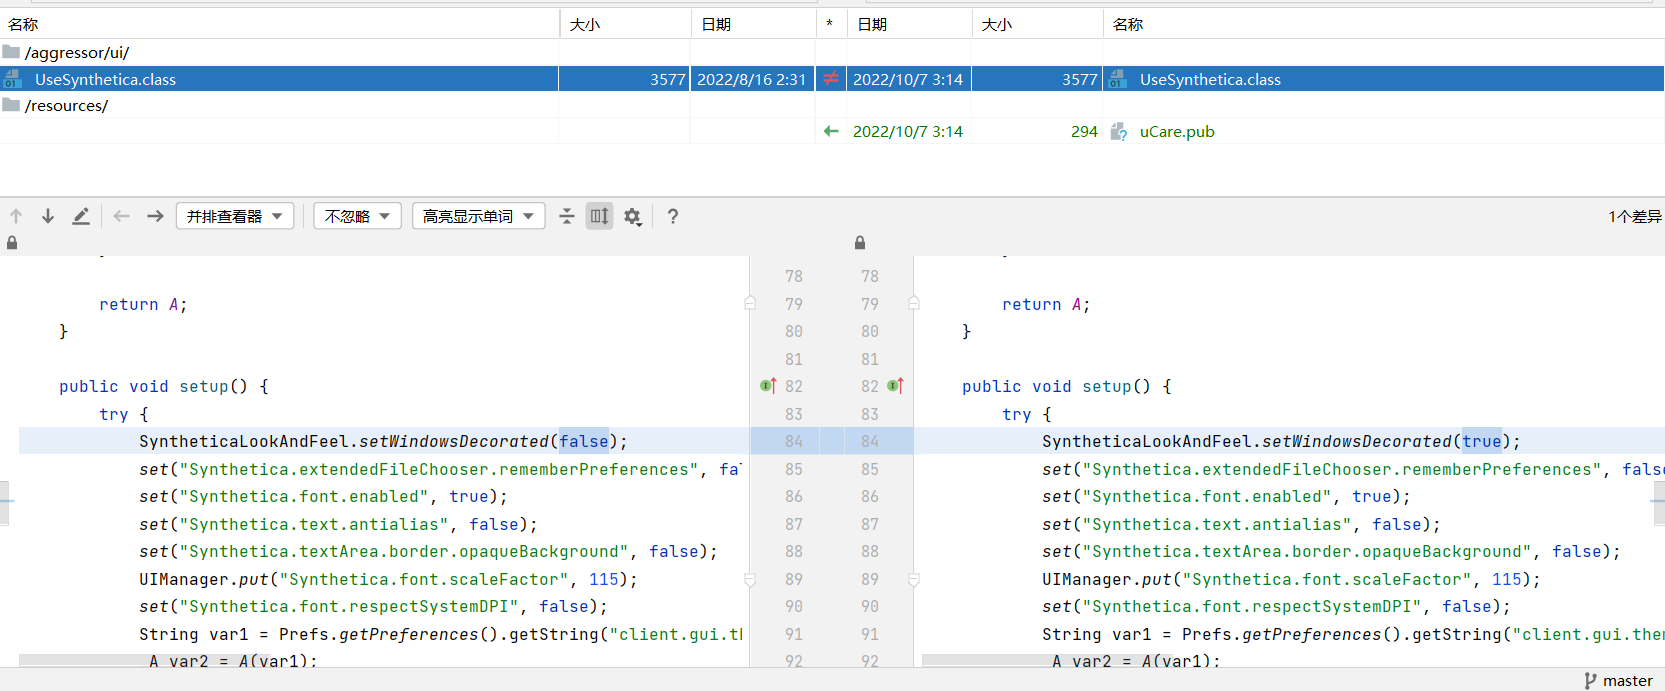 名称 大小 日期 * 日期 大小 名称
/aggressor/ui/
UseSynthetica.class 3577 2022/8/16 2:31 ≠ 2022/10/7 3:14 3577 UseSynthetica.class
/resources/
← 2022/10/7 3:14 294 uCare.pub
并排查看器 不忽略 高亮显示单词 ? 1个差异
78 78
return A; 79 79 return A;
} 80 80 }
81 81
public void setup() { 82 82 public void setup() {
try { 83 83 try {
SyntheticaLookAndFeel.setWindowsDecorated(false); 84 84 SyntheticaLookAndFeel.setWindowsDecorated(true);
set("Synthetica.extendedFileChooser.rememberPreferences", fal 85 85 set("Synthetica.extendedFileChooser.rememberPreferences", false
set("Synthetica.font.enabled", true); 86 86 set("Synthetica.font.enabled", true);
set("Synthetica.text.antialias", false); 87 87 set("Synthetica.text.antialias", false);
set("Synthetica.textArea.border.opaqueBackground", false); 88 88 set("Synthetica.textArea.border.opaqueBackground", false);
UIManager.put("Synthetica.font.scaleFactor", 115); 89 89 UIManager.put("Synthetica.font.scaleFactor", 115);
set("Synthetica.font.respectSystemDPI", false); 90 90 set("Synthetica.font.respectSystemDPI", false);
String var1 = Prefs.getPreferences().getString("client.gui.th 91 91 String var1 = Prefs.getPreferences().getString("client.gui.them
A var2 = A(var1); 92 92 A var2 = A(var1);
master